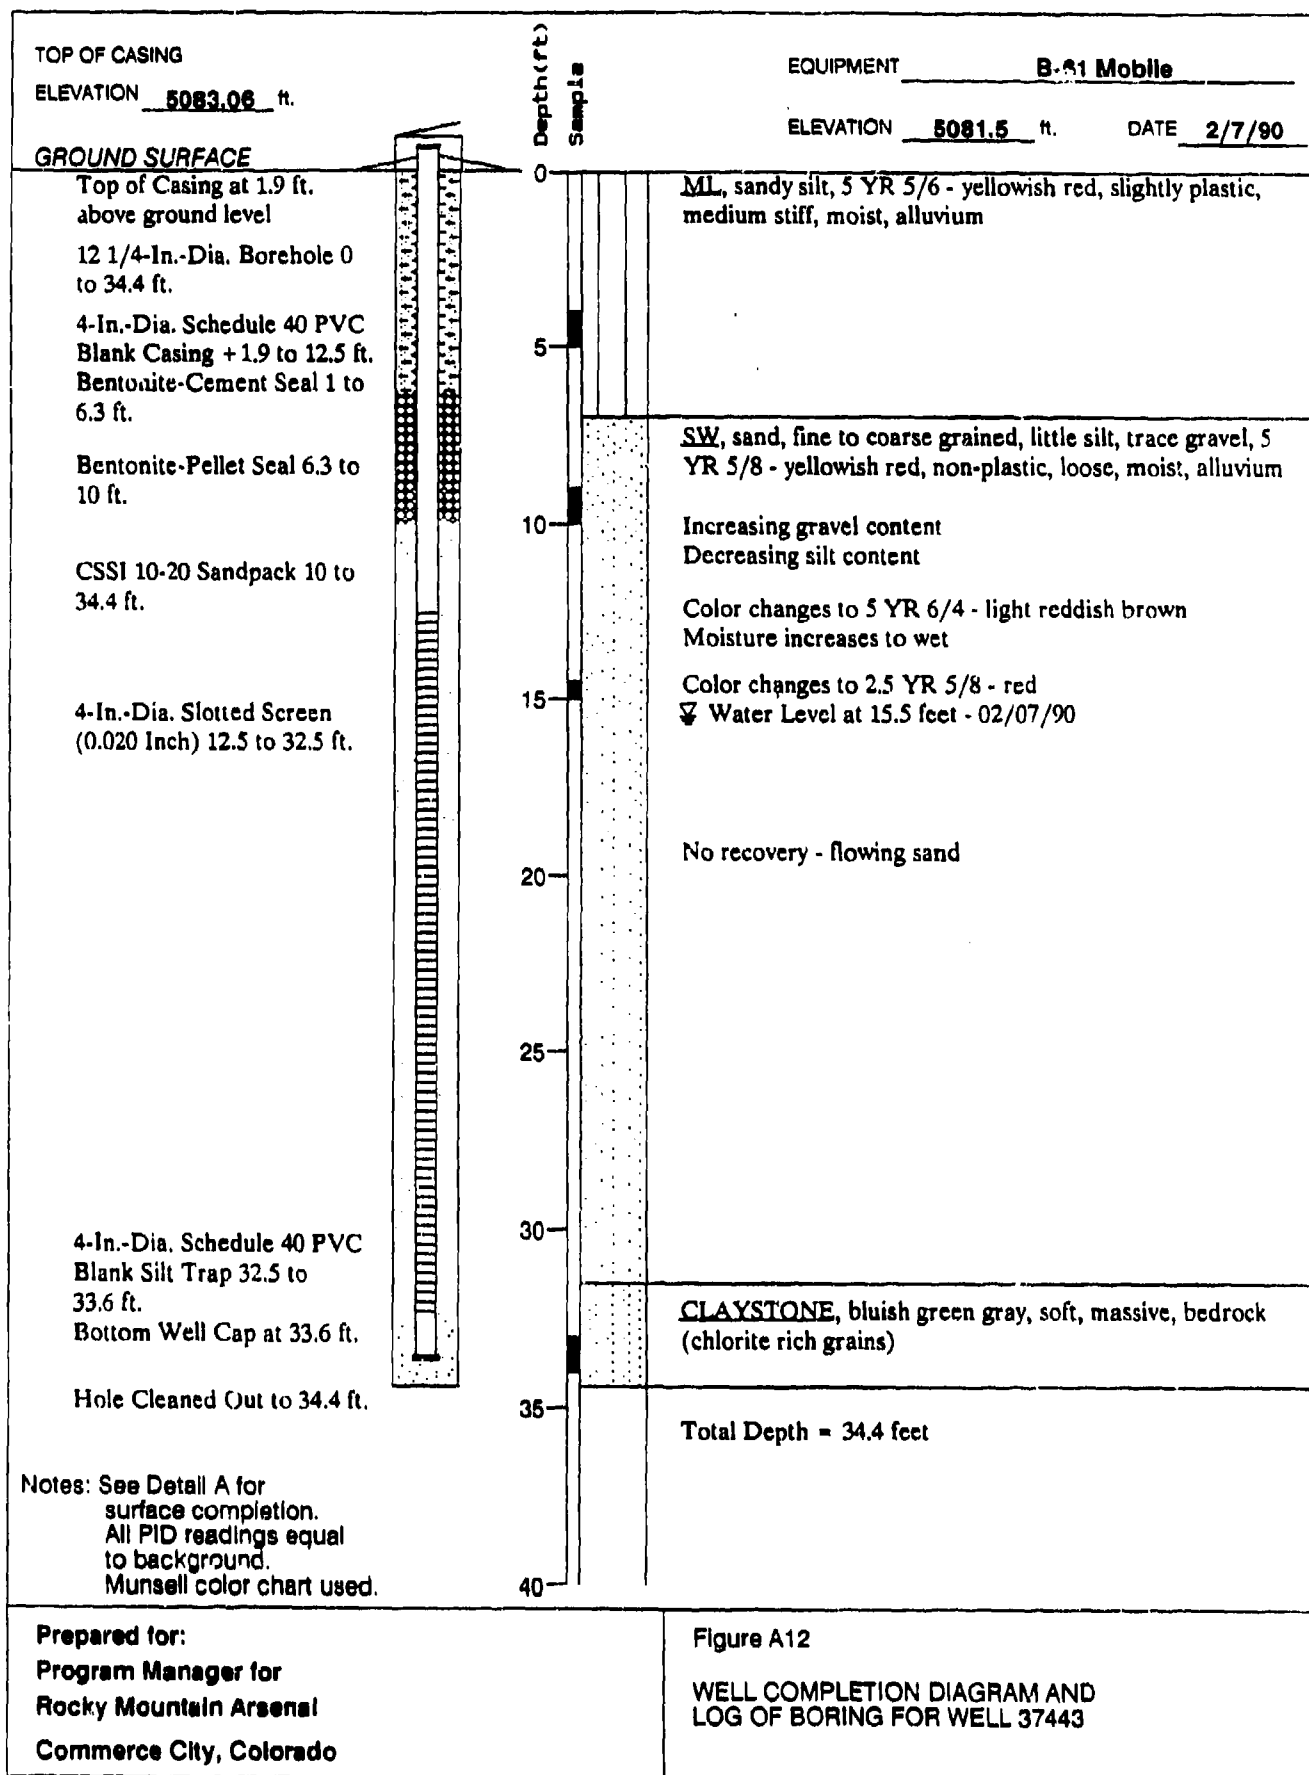 TOP OF CASING
ELEVATION 5083.06 ft.
GROUND SURFACE
Depth(ft)
Sample
EQUIPMENT B-61 Mobile
ELEVATION 5081.5 ft. DATE 2/7/90
Top of Casing at 1.9 ft.
above ground level
12 1/4-In.-Dia. Borehole 0
to 34.4 ft.
4-In.-Dia. Schedule 40 PVC
Blank Casing +1.9 to 12.5 ft.
Bentonite-Cement Seal 1 to
6.3 ft.
Bentonite-Pellet Seal 6.3 to
10 ft.
CSSI 10-20 Sandpack 10 to
34.4 ft.
4-In.-Dia. Slotted Screen
(0.020 Inch) 12.5 to 32.5 ft.
4-In.-Dia. Schedule 40 PVC
Blank Silt Trap 32.5 to
33.6 ft.
Bottom Well Cap at 33.6 ft.
Hole Cleaned Out to 34.4 ft.
Notes: See Detail A for
surface completion.
All PID readings equal
to background.
Munsell color chart used.
0
5
10
15
20
25
30
35
40
ML, sandy silt, 5 YR 5/6 - yellowish red, slightly plastic,
medium stiff, moist, alluvium
SW, sand, fine to coarse grained, little silt, trace gravel, 5
YR 5/8 - yellowish red, non-plastic, loose, moist, alluvium
Increasing gravel content
Decreasing silt content
Color changes to 5 YR 6/4 - light reddish brown
Moisture increases to wet
Color changes to 2.5 YR 5/8 - red
Water Level at 15.5 feet - 02/07/90
No recovery - flowing sand
CLAYSTONE, bluish green gray, soft, massive, bedrock
(chlorite rich grains)
Total Depth = 34.4 feet
Prepared for:
Program Manager for
Rocky Mountain Arsenal
Commerce City, Colorado
Figure A12
WELL COMPLETION DIAGRAM AND
LOG OF BORING FOR WELL 37443